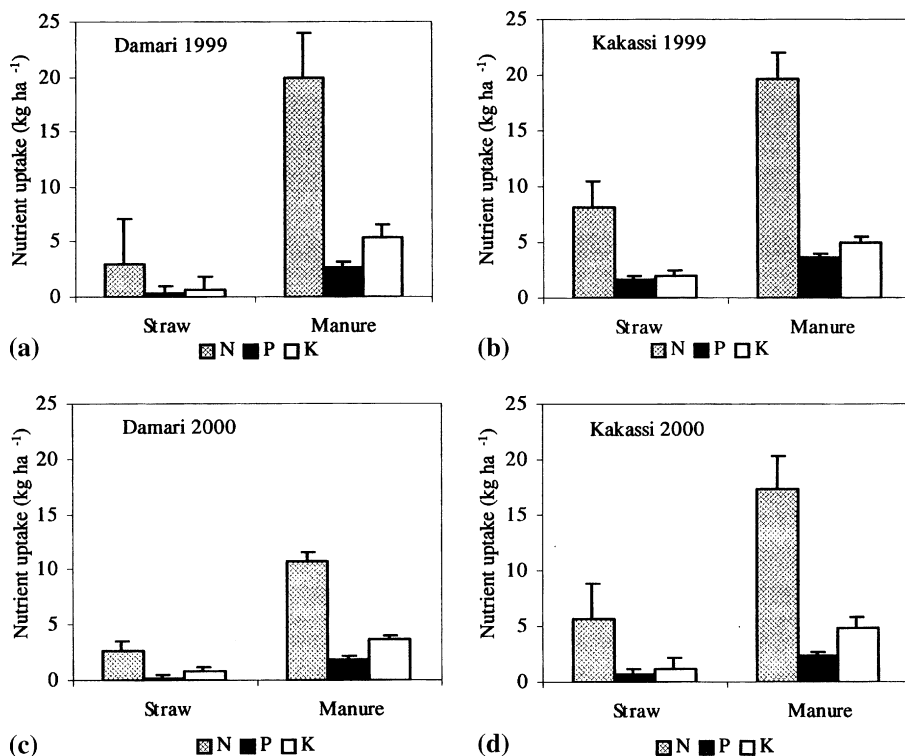 Damari 1999
Nutrient uptake (kg ha -1)
25
20
15
10
5
0
Straw Manure
(a)
N P K
Kakassi 1999
Nutrient uptake (kg ha -1)
25
20
15
10
5
0
Straw Manure
(b)
N P K
Damari 2000
Nutrient uptake (kg ha -1)
25
20
15
10
5
0
Straw Manure
(c)
N P K
Kakassi 2000
Nutrient uptake (kg ha -1)
25
20
15
10
5
0
Straw Manure
(d)
N P K